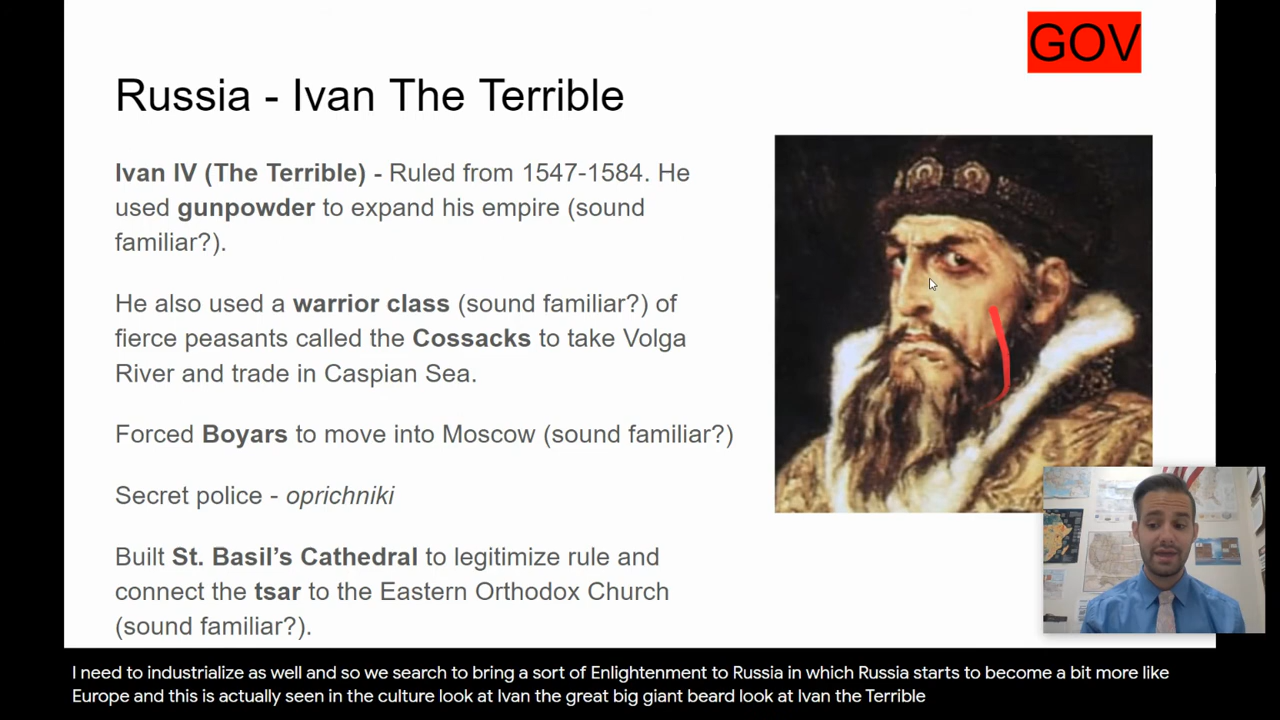 GOV
Russia - Ivan The Terrible
Ivan IV (The Terrible) - Ruled from 1547-1584. He
used gunpowder to expand his empire (sound
familiar?).
He also used a warrior class (sound familiar?) of
fierce peasants called the Cossacks to take Volga
River and trade in Caspian Sea.
Forced Boyars to move into Moscow (sound familiar?)
Secret police - oprichniki
Built St. Basil’s Cathedral to legitimize rule and
connect the tsar to the Eastern Orthodox Church
(sound familiar?).
I need to industrialize as well and so we search to bring a sort of Enlightenment to Russia in which Russia starts to become a bit more like
Europe and this is actually seen in the culture look at Ivan the great big giant beard look at Ivan the Terrible